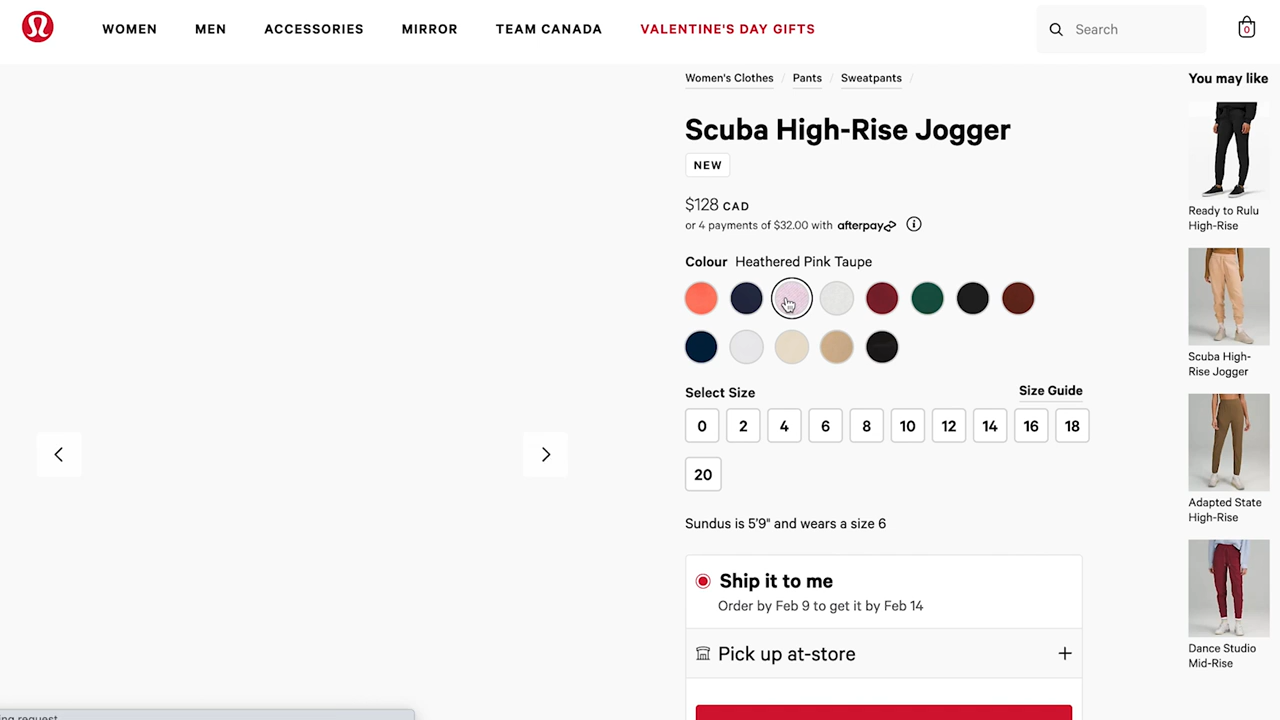 WOMEN MEN ACCESSORIES MIRROR TEAM CANADA VALENTINE'S DAY GIFTS Search 0
Women's Clothes / Pants / Sweatpants /
Scuba High-Rise Jogger
NEW
$128 CAD
or 4 payments of $32.00 with afterpay
Colour Heathered Pink Taupe
Select Size Size Guide
0 2 4 6 8 10 12 14 16 18
20
Sundus is 5'9" and wears a size 6
Ship it to me
Order by Feb 9 to get it by Feb 14
Pick up at-store +
You may like
Ready to Rulu
High-Rise
Scuba High-
Rise Jogger
Adapted State
High-Rise
Dance Studio
Mid-Rise